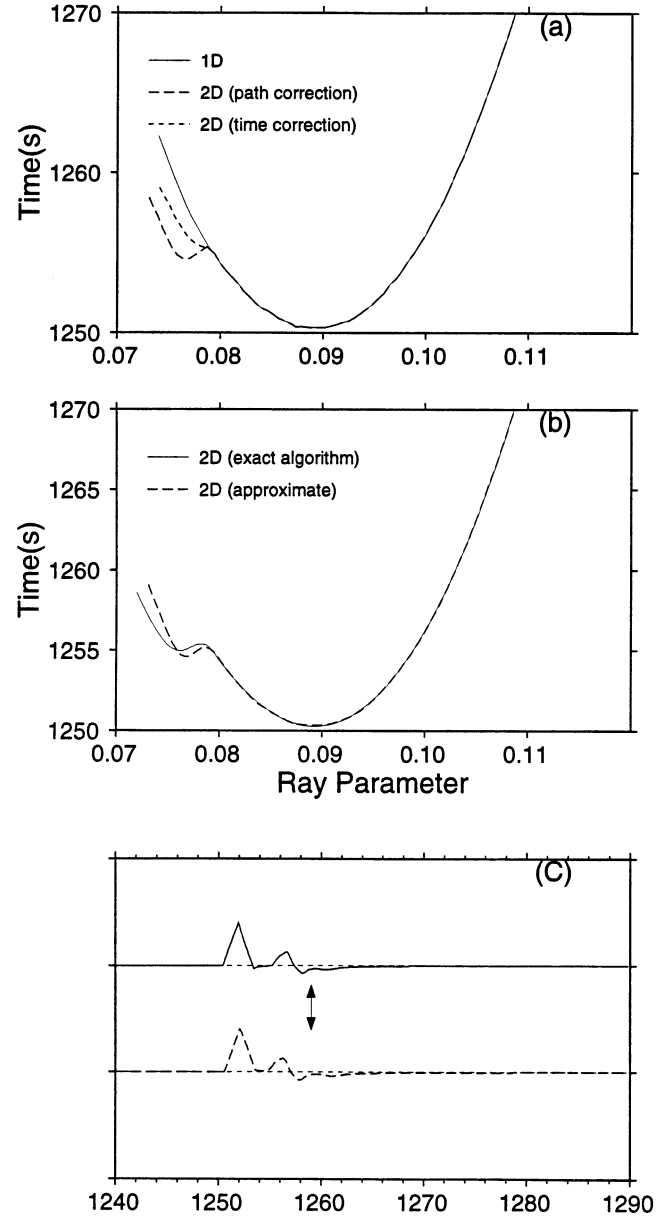 1270
(a)
1D
2D (path correction)
2D (time correction)
1260
Time(s)
1250
0.07 0.08 0.09 0.10 0.11
1270
(b)
2D (exact algorithm)
1265
2D (approximate)
1260
Time(s)
1255
1250
0.07 0.08 0.09 0.10 0.11
Ray Parameter
(C)
1240 1250 1260 1270 1280 1290